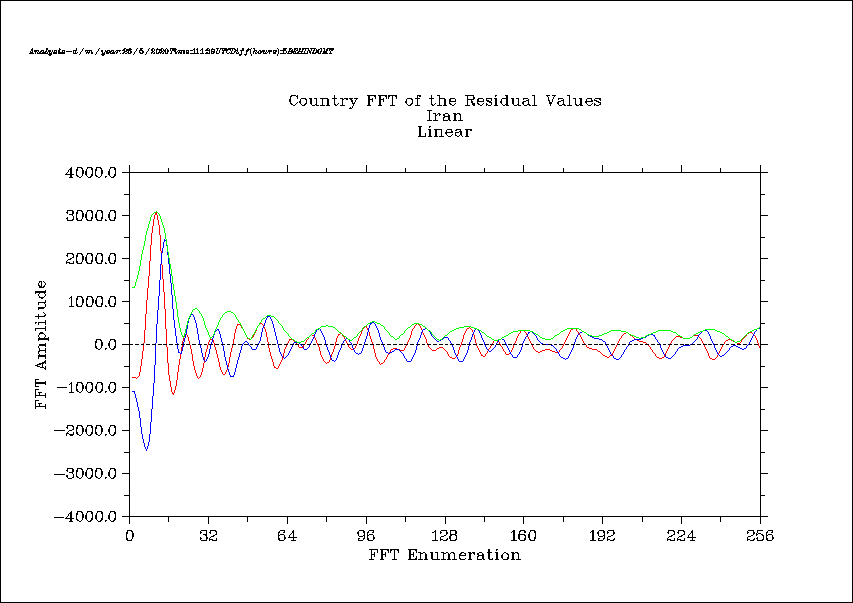 Analysis-d/m/year:
Country FFT of the Residual Values
Iran
Linear
4000.0
3000.0
2000.0
1000.0
0.0
-1000.0
-2000.0
-3000.0
-4000.0
FFT Amplitude
0 32 64 96 128 160 192 224 256
FFT Enumeration